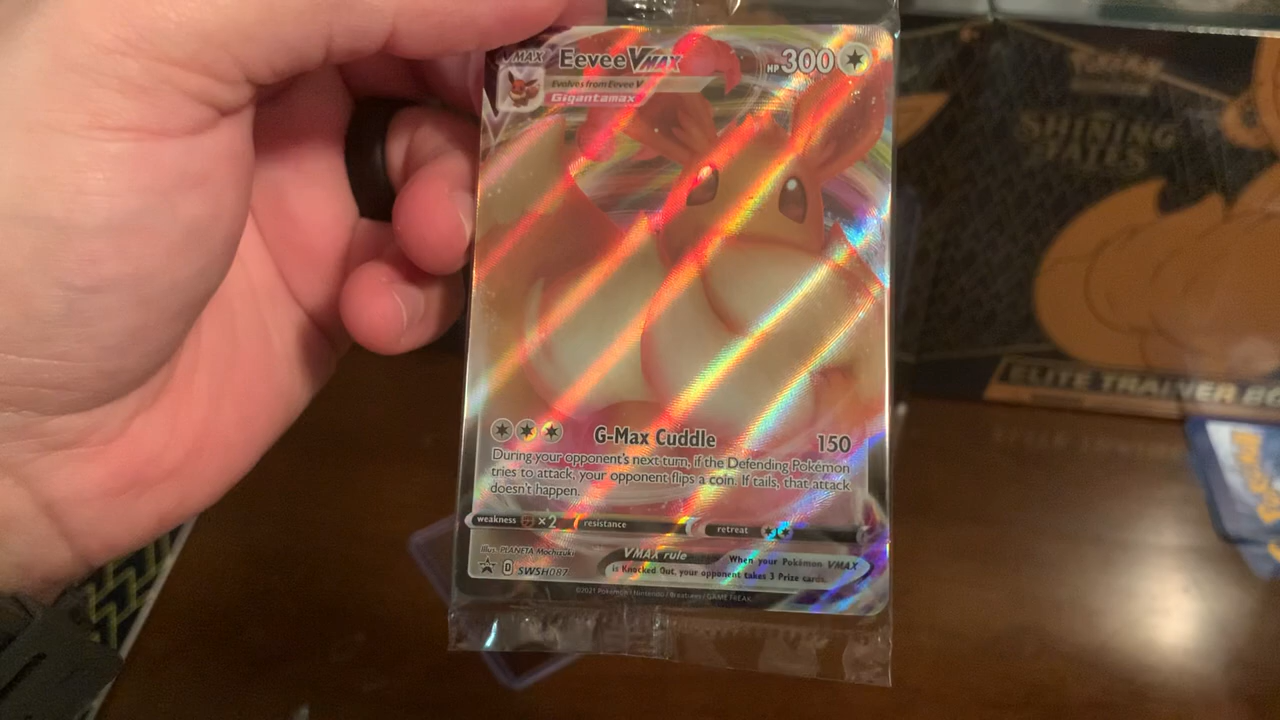 VMAX
Eevee VMAX
HP 300
Evolves from Eevee V
Gigantamax
G-Max Cuddle 150
During your opponent's next turn, if the Defending Pokémon
tries to attack, your opponent flips a coin. If tails, that attack
doesn't happen.
weakness ×2 resistance retreat
Illus. PLANETA Mochizuki
SWSH087
VMAX rule When your Pokémon VMAX
is Knocked Out, your opponent takes 3 Prize cards.
©2021 Pokémon / Nintendo / Creatures / GAME FREAK
Pokémon
SHINING
FATES
ELITE TRAINER BO